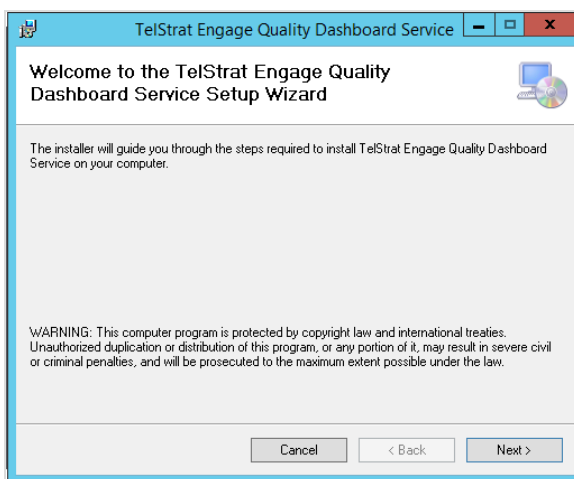 TelStrat Engage Quality Dashboard Service
Welcome to the TelStrat Engage Quality
Dashboard Service Setup Wizard
The installer will guide you through the steps required to install TelStrat Engage Quality Dashboard
Service on your computer.
WARNING: This computer program is protected by copyright law and international treaties.
Unauthorized duplication or distribution of this program, or any portion of it, may result in severe civil
or criminal penalties, and will be prosecuted to the maximum extent possible under the law.
Cancel
< Back
Next >